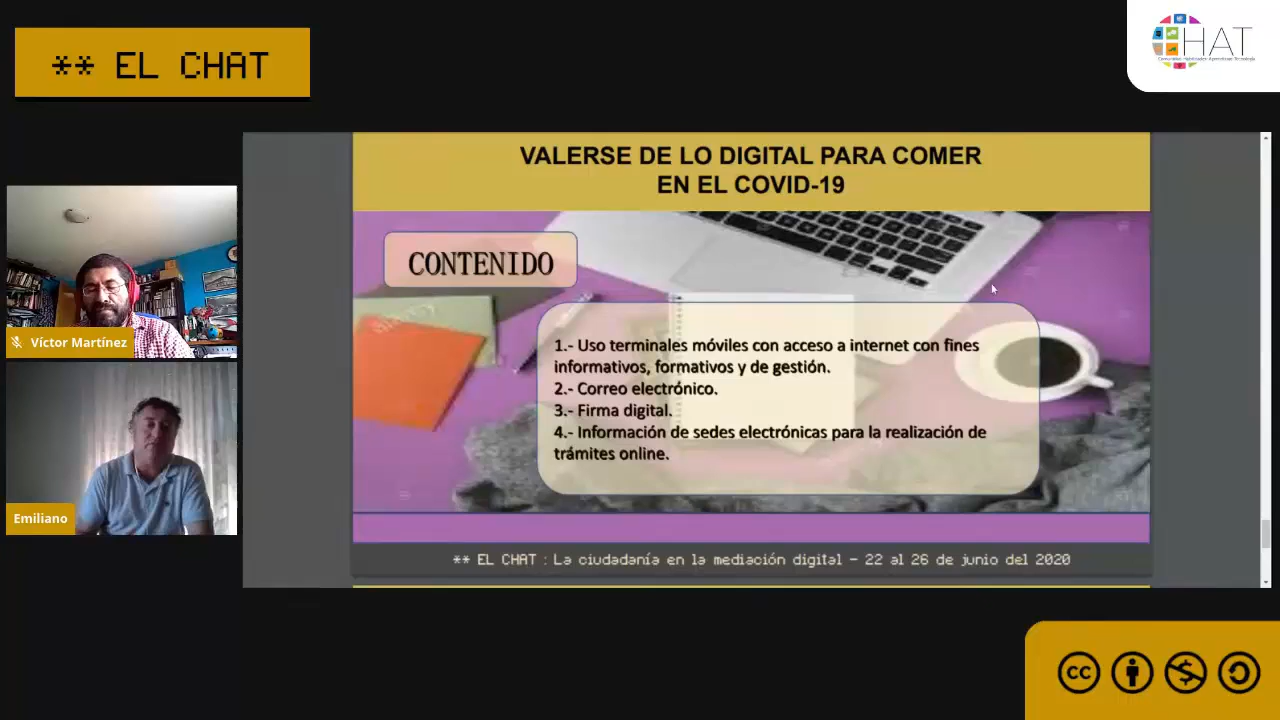 ** EL CHAT
HAT
VALERSE DE LO DIGITAL PARA COMER
EN EL COVID-19
CONTENIDO
1.- Uso terminales móviles con acceso a internet con fines
informativos, formativos y de gestión.
2.- Correo electrónico.
3.- Firma digital.
4.- Información de sedes electrónicas para la realización de
trámites online.
Víctor Martínez
Emiliano
** EL CHAT : La ciudadanía en la mediación digital – 22 al 26 de junio del 2020
CC